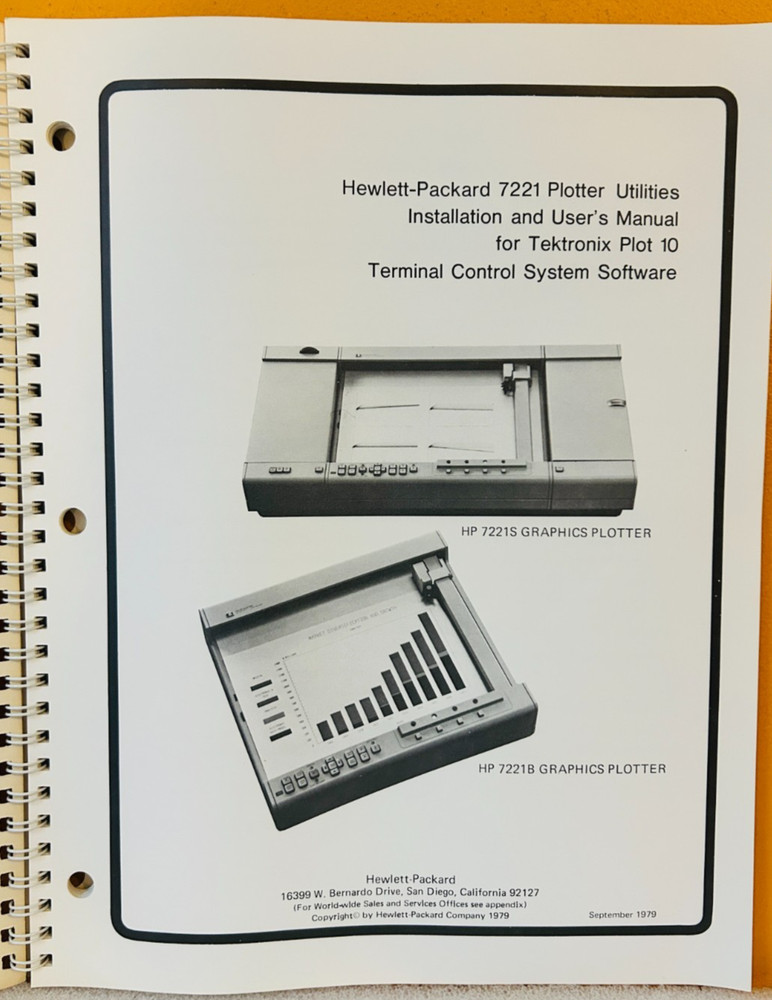 Hewlett-Packard 7221 Plotter Utilities
Installation and User's Manual
for Tektronix Plot 10
Terminal Control System Software
HP 7221S GRAPHICS PLOTTER
HP 7221B GRAPHICS PLOTTER
Hewlett-Packard
16399 W. Bernardo Drive, San Diego, California 92127
(For World-wide Sales and Services Offices see appendix)
Copyright© by Hewlett-Packard Company 1979
September 1979